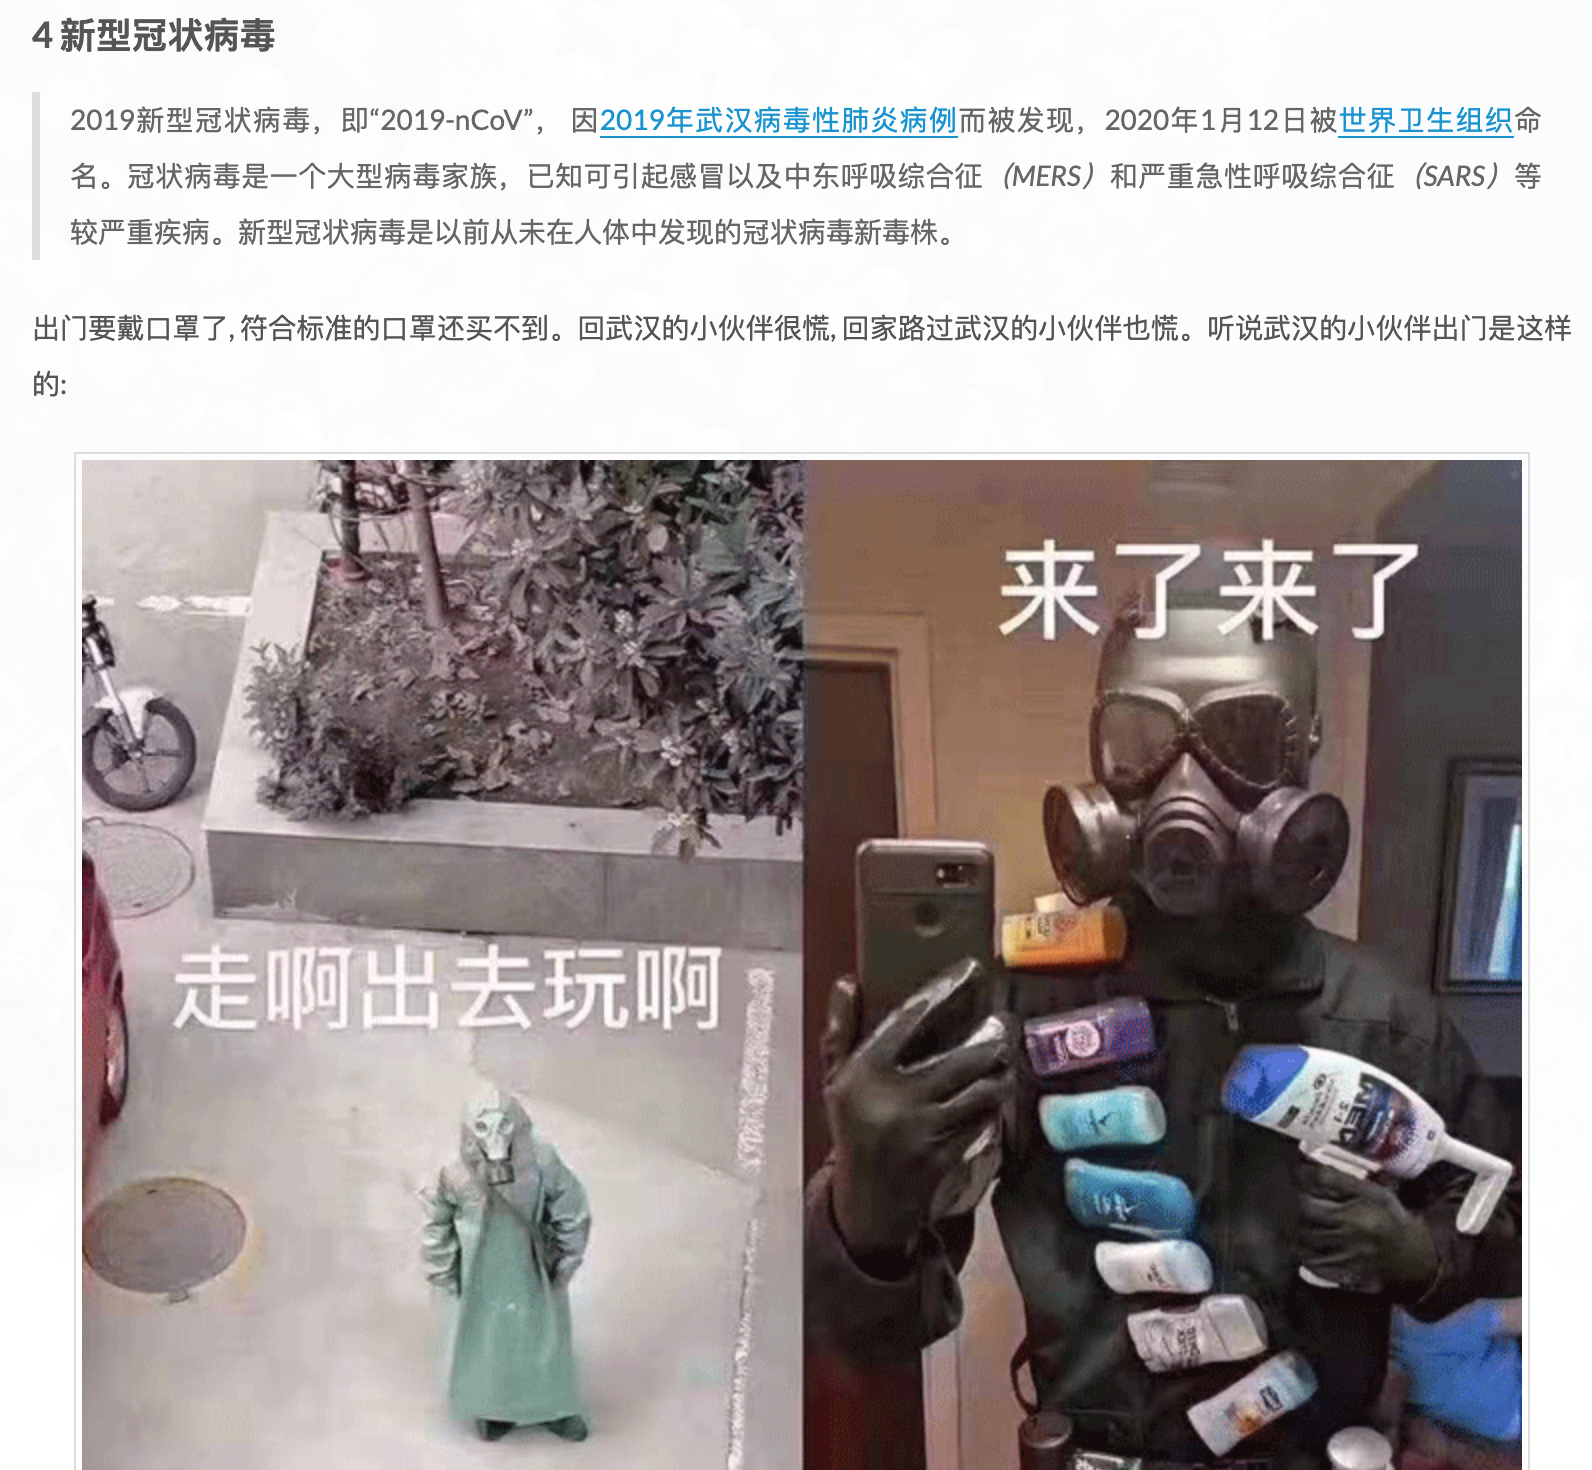 4 新型冠状病毒
2019新型冠状病毒，即“2019-nCoV”， 因2019年武汉病毒性肺炎病例而被发现，2020年1月12日被世界卫生组织命
名。冠状病毒是一个大型病毒家族，已知可引起感冒以及中东呼吸综合征（MERS）和严重急性呼吸综合征（SARS）等
较严重疾病。新型冠状病毒是以前从未在人体中发现的冠状病毒新毒株。
出门要戴口罩了, 符合标准的口罩还买不到。回武汉的小伙伴很慌, 回家路过武汉的小伙伴也慌。听说武汉的小伙伴出门是这样
的:
走啊出去玩啊
来了来了